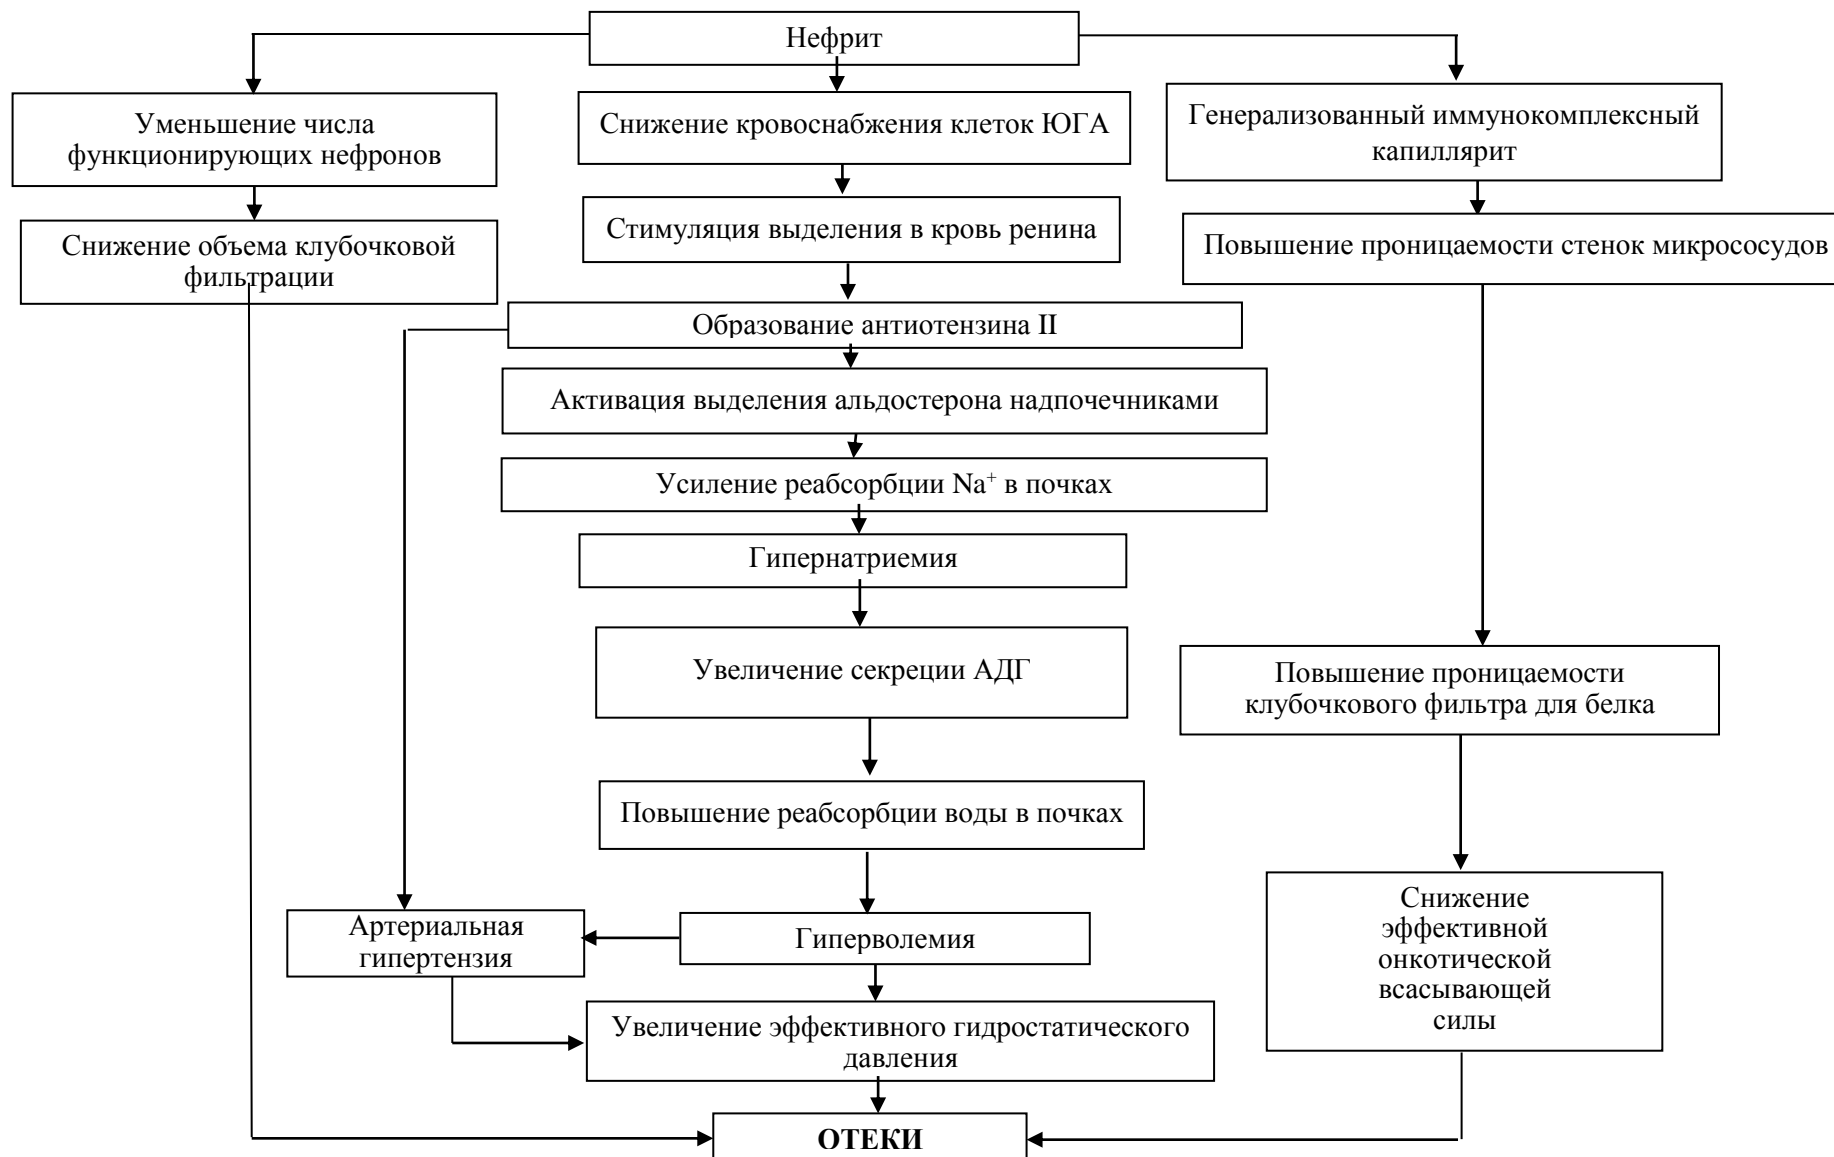 Нефрит
Уменьшение числа
функционирующих нефронов
Снижение кровоснабжения клеток ЮГА
Генерализованный иммунокомплексный
капиллярит
Снижение объема клубочковой
фильтрации
Стимуляция выделения в кровь ренина
Повышение проницаемости стенок микрососудов
Образование антиотензина II
Активация выделения альдостерона надпочечниками
Усиление реабсорбции Na⁺ в почках
Гипернатриемия
Увеличение секреции АДГ
Повышение проницаемости
клубочкового фильтра для белка
Повышение реабсорбции воды в почках
Артериальная
гипертензия
Гиперволемия
Снижение
эффективной
онкотической
всасывающей
силы
Увеличение эффективного гидростатического
давления
ОТЕКИ